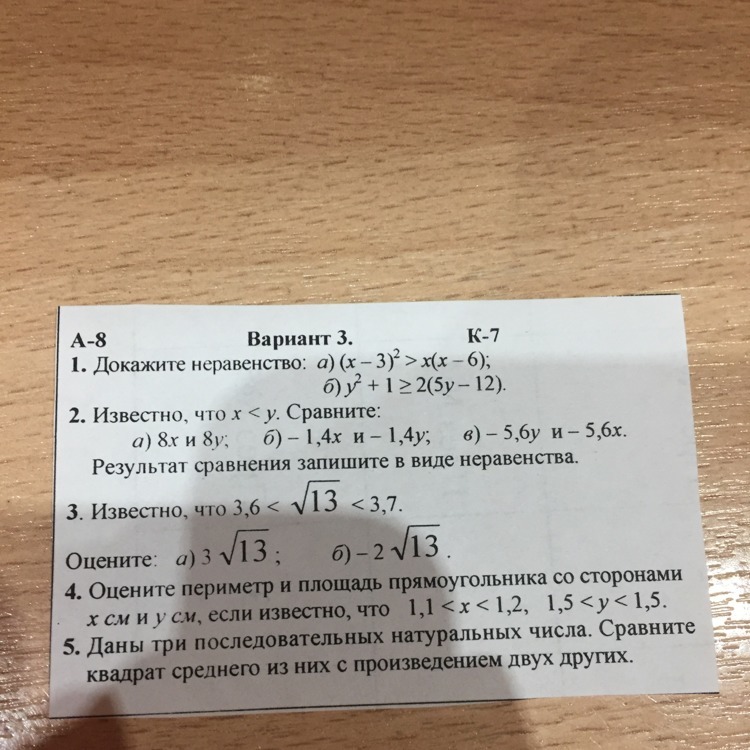 А-8 Вариант 3. К-7
1. Докажите неравенство: а) (x – 3)² > x(x – 6);
б) y² + 1 ≥ 2(5y – 12).
2. Известно, что x < y. Сравните:
а) 8x и 8y; б) – 1,4x и – 1,4y; в) – 5,6y и – 5,6x.
Результат сравнения запишите в виде неравенства.
3. Известно, что 3,6 < √13 < 3,7.
Оцените: а) 3 √13 ; б) – 2 √13 .
4. Оцените периметр и площадь прямоугольника со сторонами
x см и y см, если известно, что 1,1 < x < 1,2, 1,5 < y < 1,5.
5. Даны три последовательных натуральных числа. Сравните
квадрат среднего из них с произведением двух других.